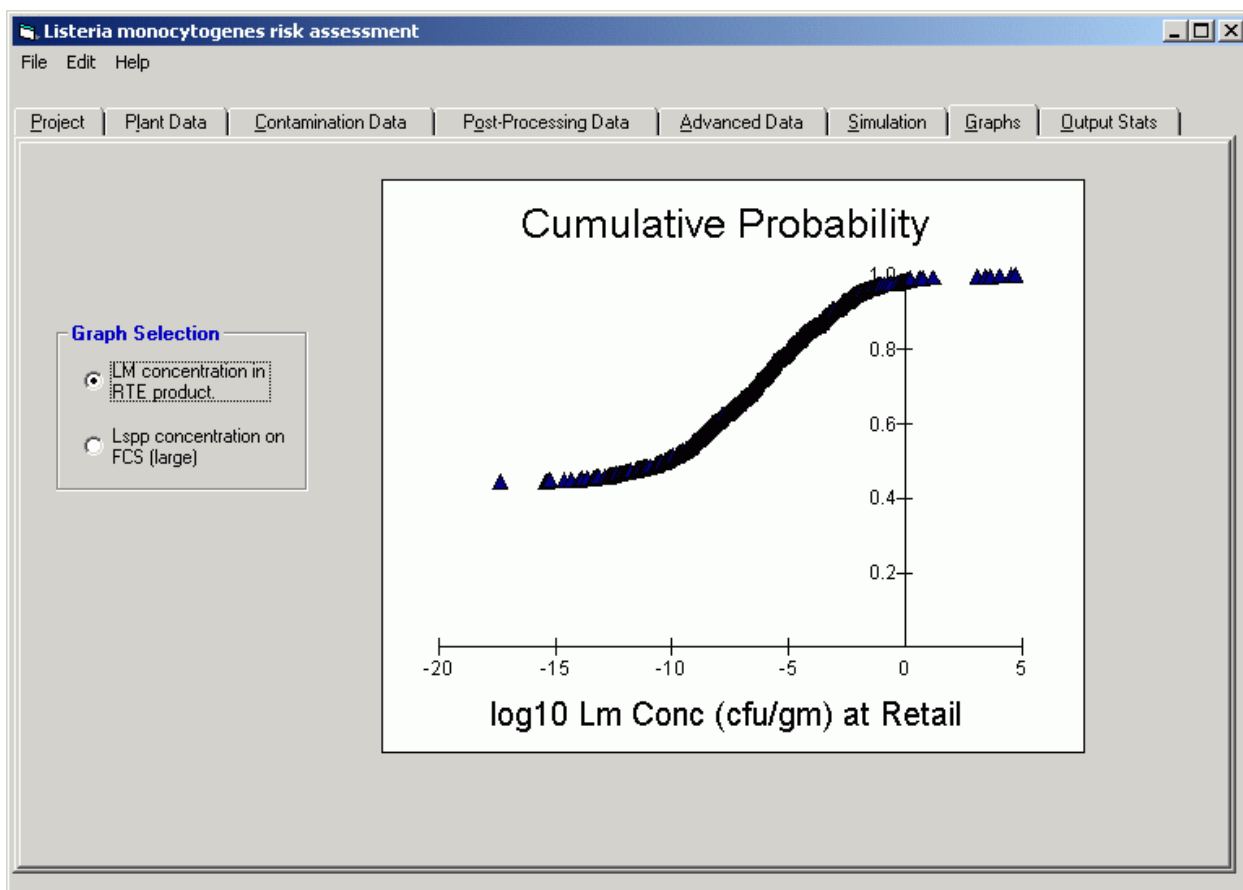 Listeria monocytogenes risk assessment
File Edit Help
Project Plant Data Contamination Data Post-Processing Data Advanced Data Simulation Graphs Output Stats
Graph Selection
LM concentration in
RTE product.
Lspp concentration on
FCS (large)
Cumulative Probability
1.0
0.8
0.6
0.4
0.2
-20 -15 -10 -5 0 5
log10 Lm Conc (cfu/gm) at Retail